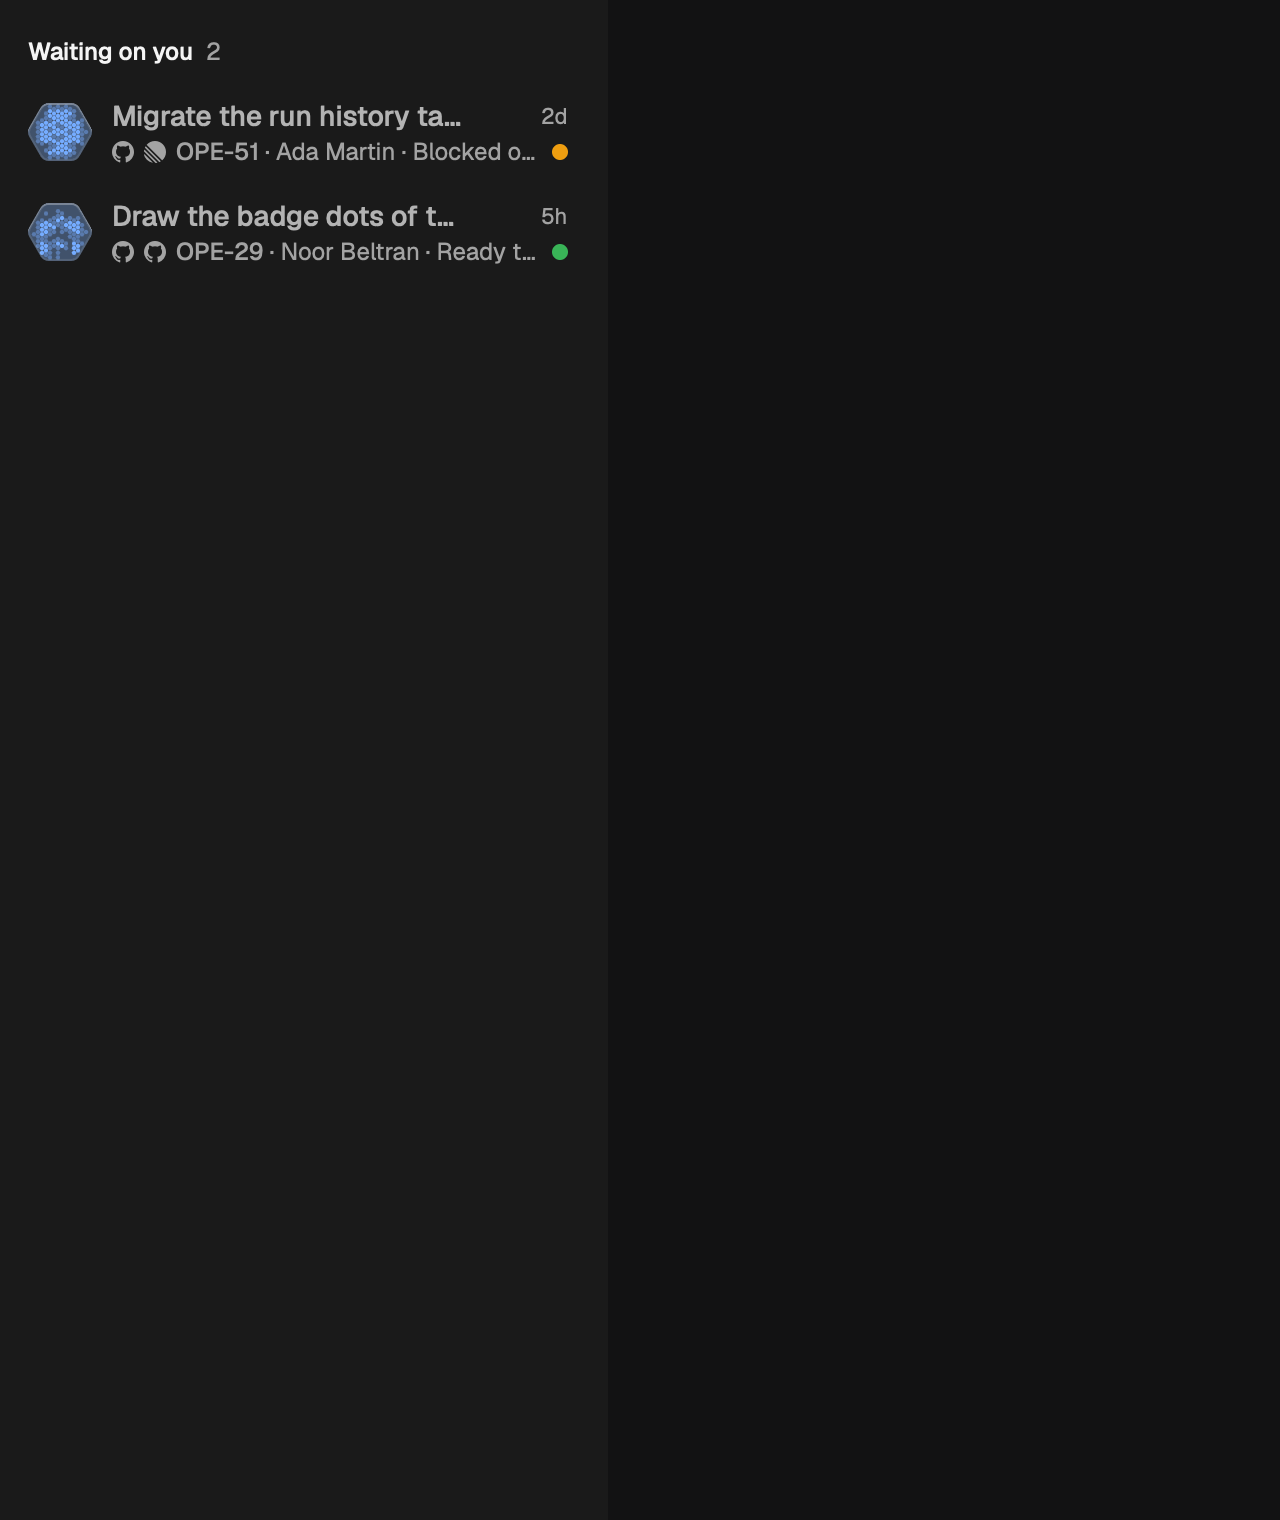 Waiting on you 2
Migrate the run history ta… 2d
OPE-51 · Ada Martin · Blocked o…
Draw the badge dots of t… 5h
OPE-29 · Noor Beltran · Ready t…